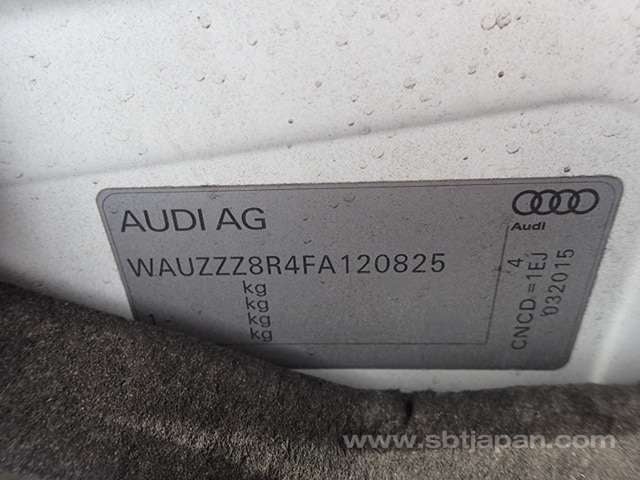 AUDI AG
Audi
WAUZZZ8R4FA120825
kg
kg
1 kg
kg
4
CNCD=1EJ
032015
www.sbtjapan.com